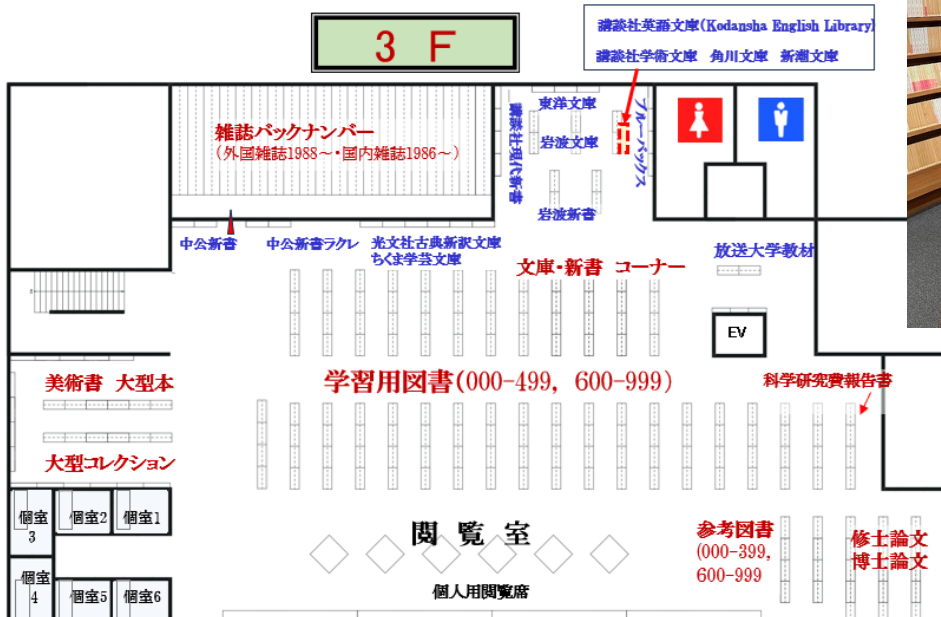 3 F
講談社英語文庫(Kodansha English Library)
講談社学術文庫 角川文庫 新潮文庫
雑誌バックナンバー
(外国雑誌1988～・国内雑誌1986～)
講談社現代新書
東洋文庫
岩波文庫
ブルーバックス
岩波新書
中公新書
中公新書ラクレ
光文社古典新訳文庫
ちくま学芸文庫
文庫・新書 コーナー
放送大学教材
EV
美術書 大型本
学習用図書(000-499, 600-999)
科学研究費報告書
大型コレクション
個室
3
個室2
個室1
閲 覧 室
参考図書
(000-399,
600-999
修士論文
博士論文
個室
4
個室5
個室6
個人用閲覧席